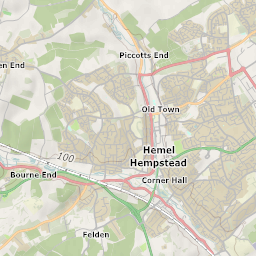 Piccotts End
en End
Old Town
100
Hemel
Hempstead
Bourne End
Corner Hall
Felden